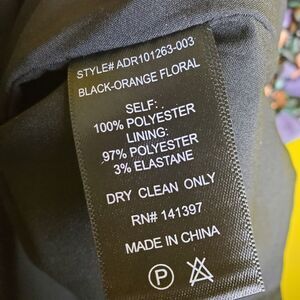 STYLE# ADR101263-003
BLACK-ORANGE FLORAL
SELF:
100% POLYESTER
LINING:
97% POLYESTER
3% ELASTANE
DRY CLEAN ONLY
RN# 141397
MADE IN CHINA
P